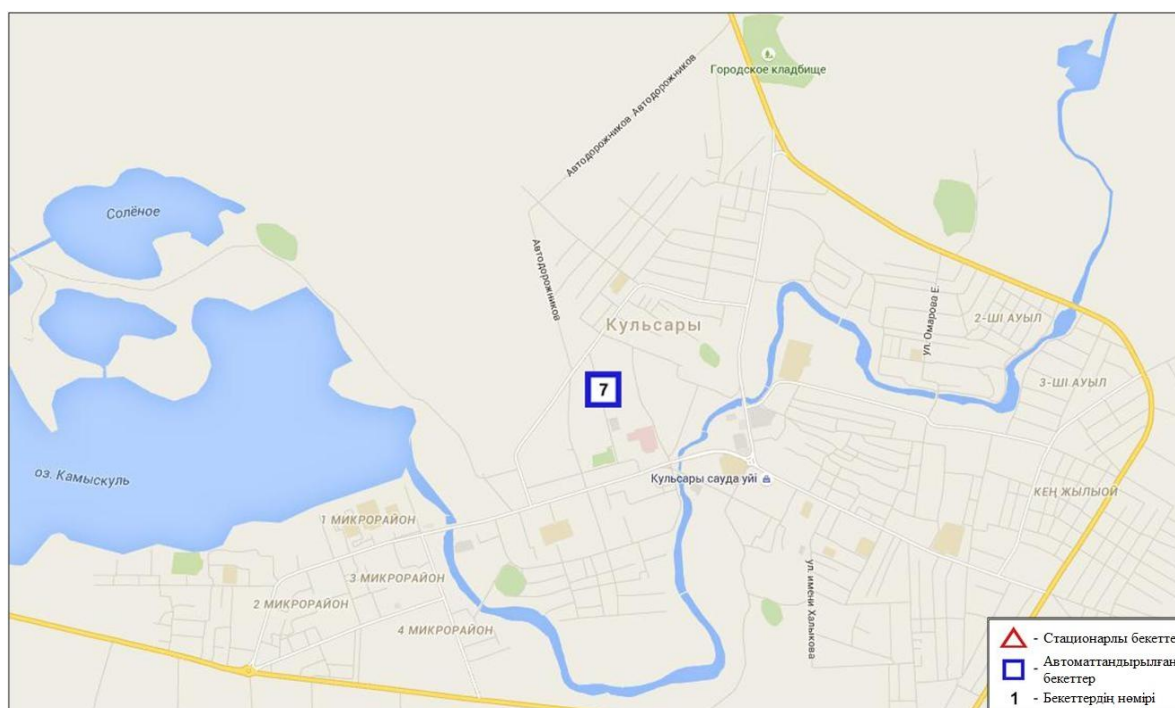 Городское кладбище
Автодорожников Автодорожников
Солёное
Автодорожников
ул. Омарова Е.
2-ШІ АУЫЛ
Кульсары
3-ШІ АУЫЛ
7
оз. Камыскуль
Кульсары сауда үйі
КЕҢ ЖЫЛЫОЙ
1 МИКРОРАЙОН
3 МИКРОРАЙОН
2 МИКРОРАЙОН
4 МИКРОРАЙОН
ул. имени Халыкова
- Стационарлы бекетте
- Автоматтандырылған
бекеттер
1 - Бекеттердің нөмірі